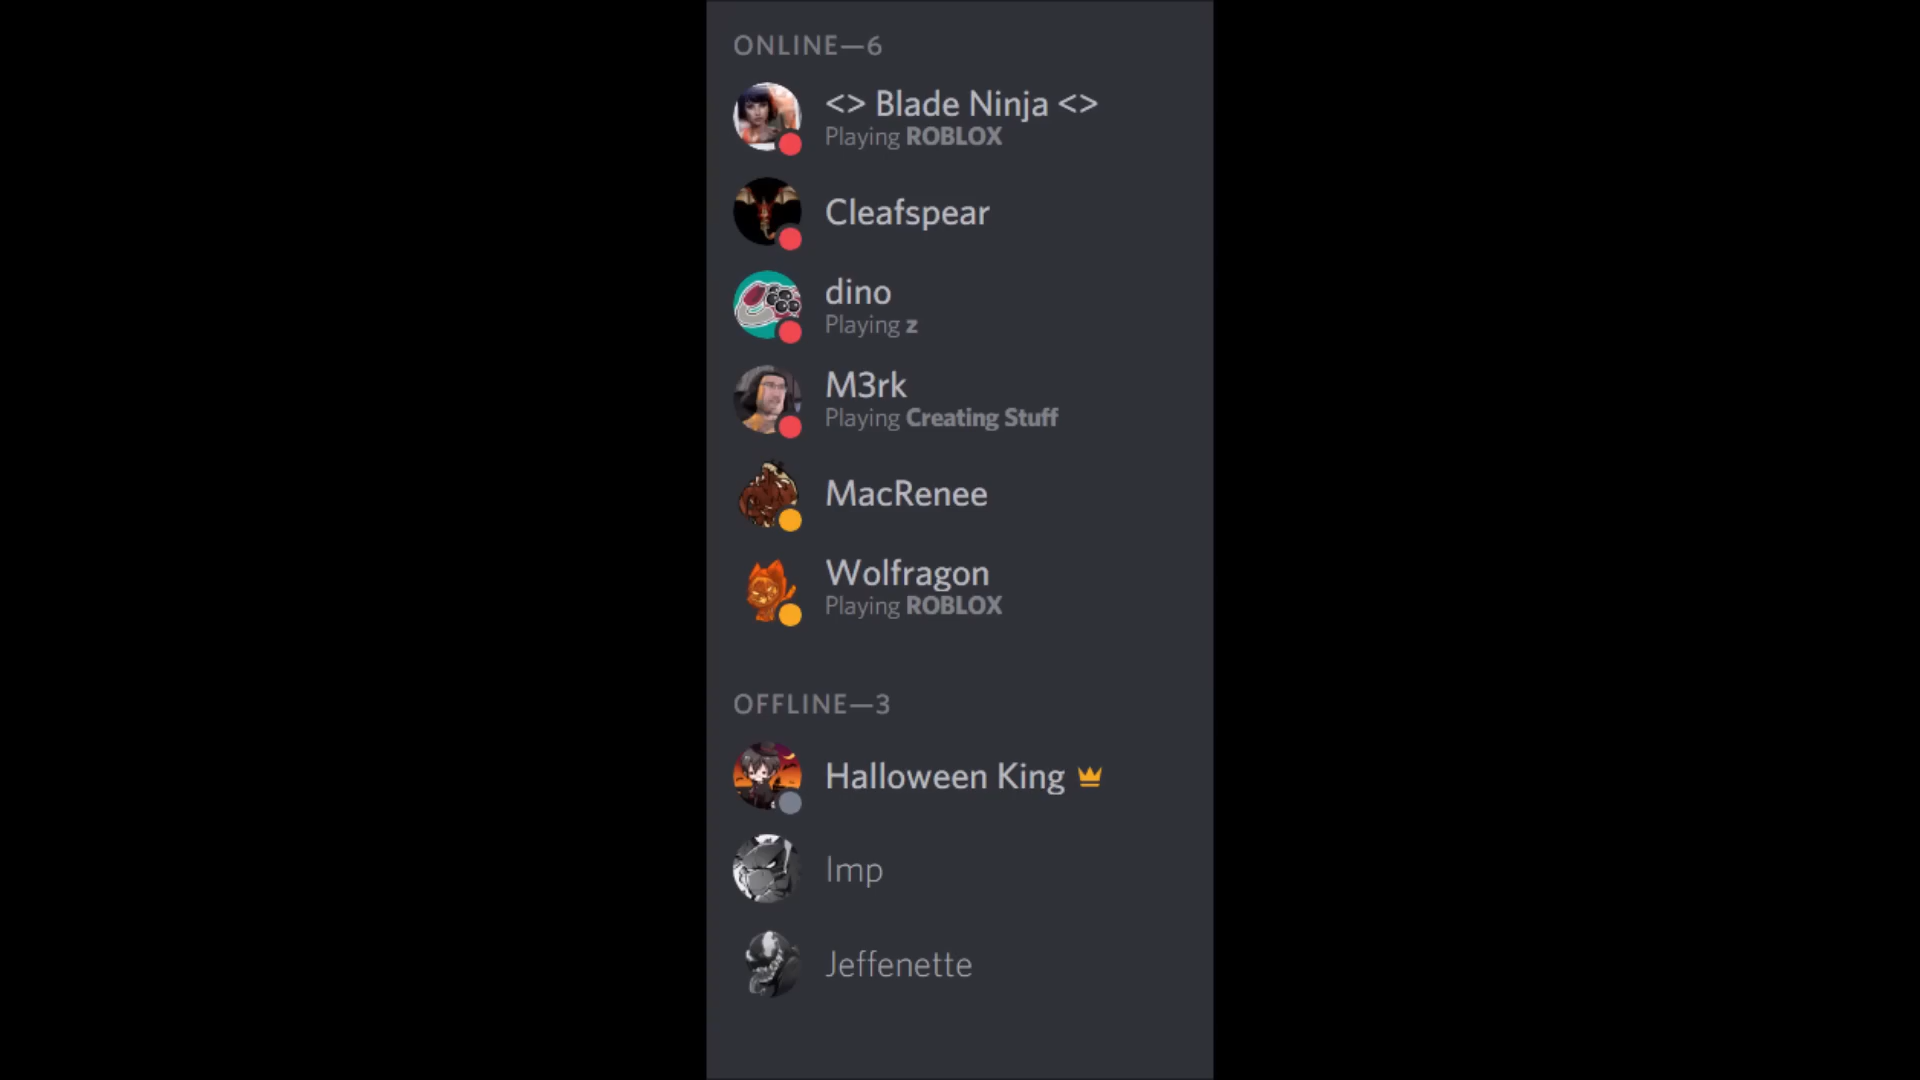 ONLINE—6
<> Blade Ninja <>
Playing ROBLOX
Cleafspear
dino
Playing z
M3rk
Playing Creating Stuff
MacRenee
Wolfragon
Playing ROBLOX
OFFLINE—3
Halloween King
Imp
Jeffenette